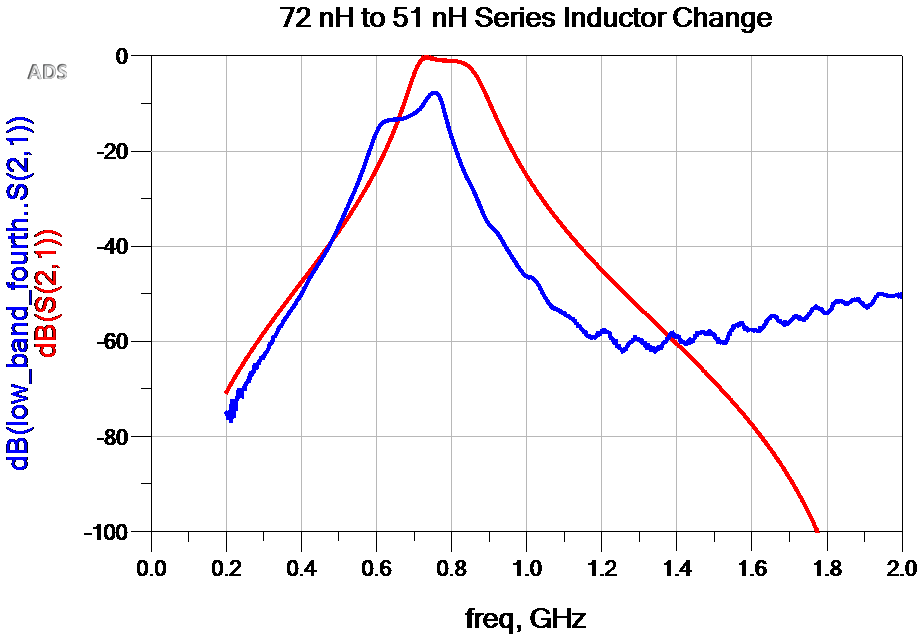 72 nH to 51 nH Series Inductor Change
ADS
dB(low_band_fourth..S(2,1))
dB(S(2,1))
0
-20
-40
-60
-80
-100
0.0 0.2 0.4 0.6 0.8 1.0 1.2 1.4 1.6 1.8 2.0
freq, GHz